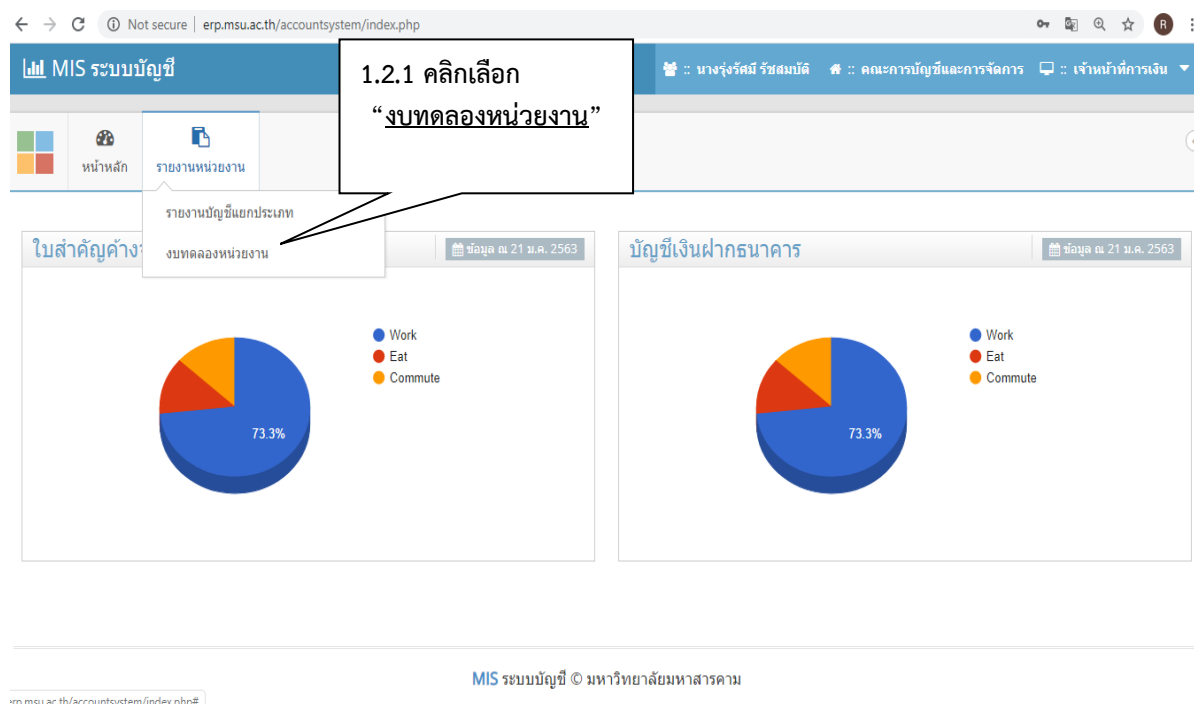 Not secure | erp.msu.ac.th/accountsystem/index.php
R
MIS ระบบบัญชี
:: นางรุ่งรัศมี รัชสมบัติ
:: คณะการบัญชีและการจัดการ
:: เจ้าหน้าที่การเงิน
1.2.1 คลิกเลือก
“งบทดลองหน่วยงาน”
หน้าหลัก
รายงานหน่วยงาน
รายงานบัญชีแยกประเภท
งบทดลองหน่วยงาน
ใบสำคัญค้าง
ข้อมูล ณ 21 ม.ค. 2563
บัญชีเงินฝากธนาคาร
ข้อมูล ณ 21 ม.ค. 2563
Work
Eat
Commute
73.3%
Work
Eat
Commute
73.3%
MIS ระบบบัญชี © มหาวิทยาลัยมหาสารคาม
erp.msu.ac.th/accountsystem/index.php#